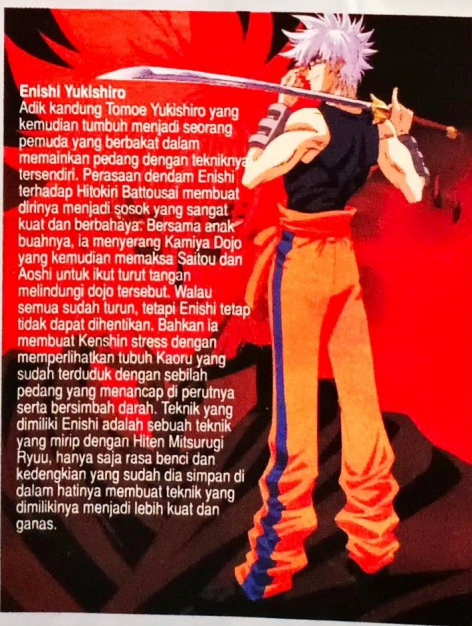 Enishi Yukishiro
Adik kandung Tomoe Yukishiro yang
kemudian tumbuh menjadi seorang
pemuda yang berbakat dalam
memainkan pedang dengan tekniknya
tersendiri. Perasaan dendam Enishi
terhadap Hitokiri Battousai membuat
dirinya menjadi sosok yang sangat
kuat dan berbahaya. Bersama anak
buahnya, ia menyerang Kamiya Dojo
yang kemudian memaksa Saitou dan
Aoshi untuk ikut turut tangan
melindungi dojo tersebut. Walau
semua sudah turun, tetapi Enishi tetap
tidak dapat dihentikan. Bahkan ia
membuat Kenshin stress dengan
memperlihatkan tubuh Kaoru yang
sudah terduduk dengan sebilah
pedang yang menancap di perutnya
serta bersimbah darah. Teknik yang
dimiliki Enishi adalah sebuah teknik
yang mirip dengan Hiten Mitsurugi
Ryuu, hanya saja rasa benci dan
kedengkian yang sudah dia simpan di
dalam hatinya membuat teknik yang
dimilikinya menjadi lebih kuat dan
ganas.